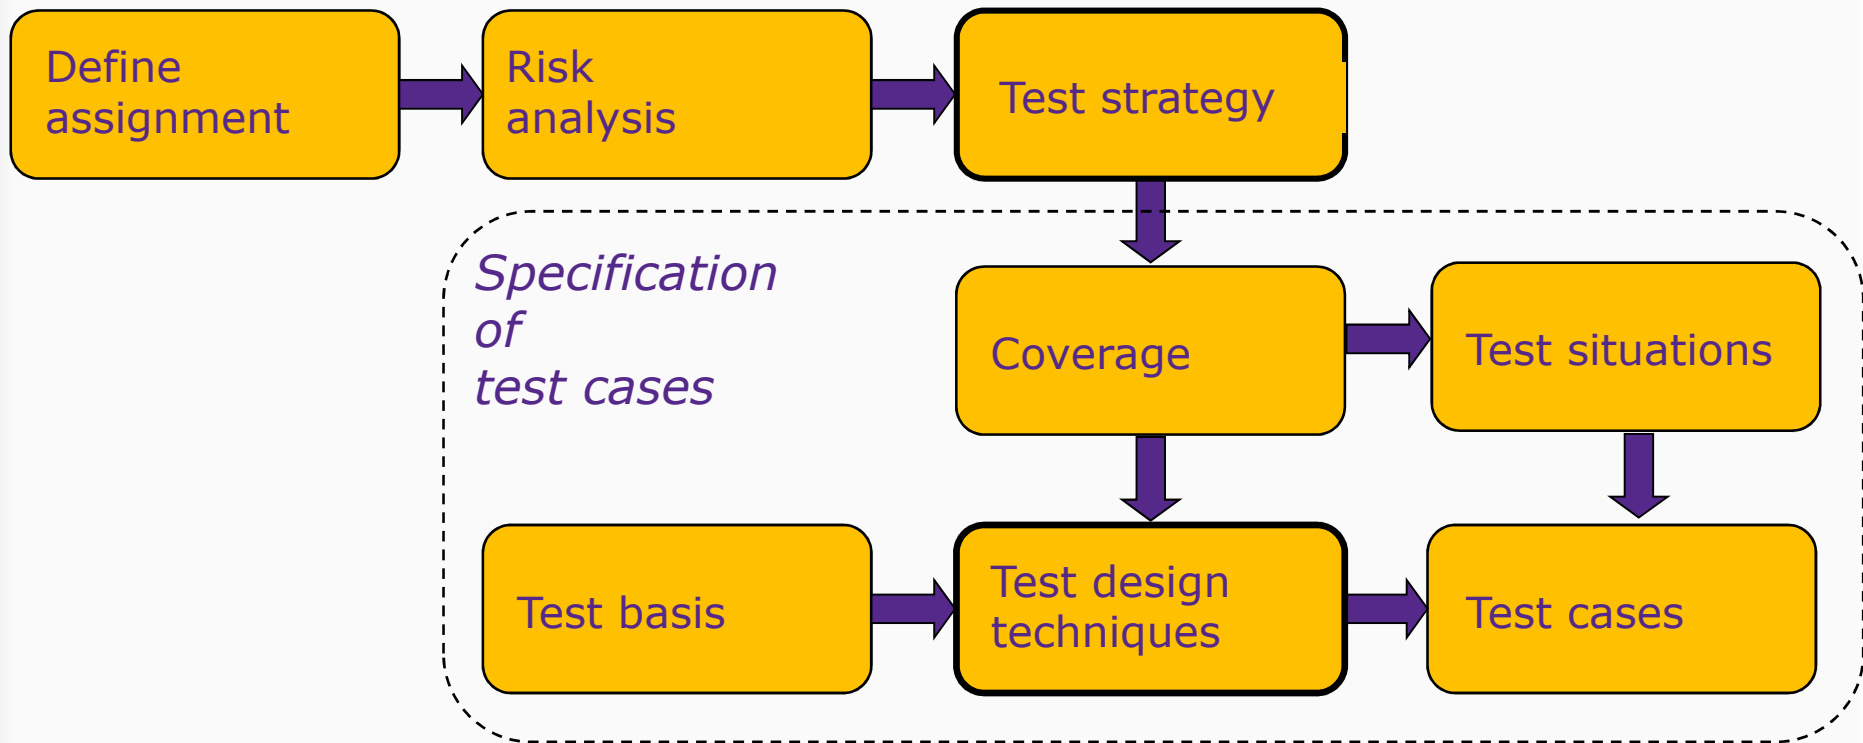 Define
assignment
Risk
analysis
Test strategy
Specification
of
test cases
Coverage
Test situations
Test basis
Test design
techniques
Test cases